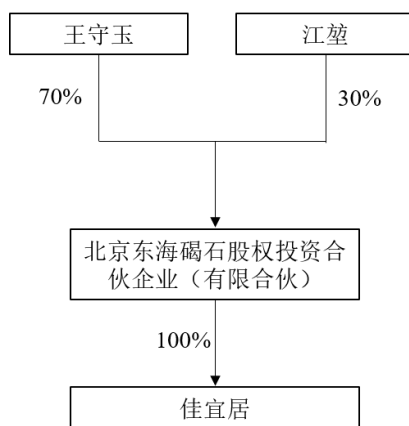 王守玉
江堃
70%
30%
北京东海碣石股权投资合
伙企业（有限合伙）
100%
佳宜居